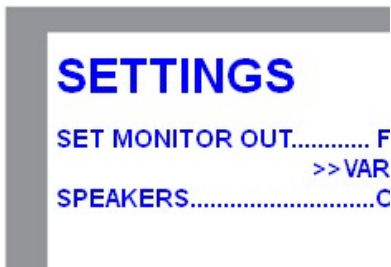 SETTINGS
SET MONITOR OUT............ F
>>VAR
SPEAKERS...........................O